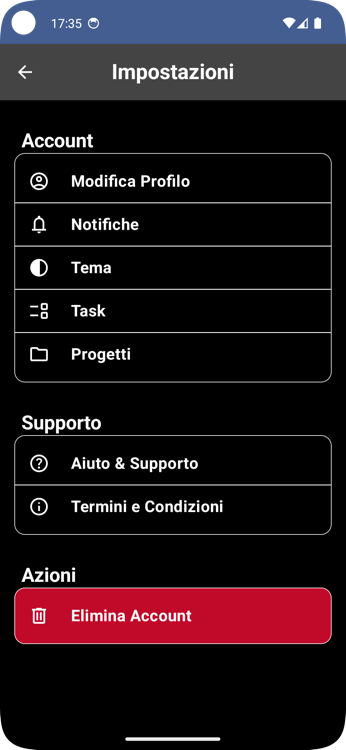 17:35
Impostazioni
Account
Modifica Profilo
Notifiche
Tema
Task
Progetti
Supporto
Aiuto & Supporto
Termini e Condizioni
Azioni
Elimina Account